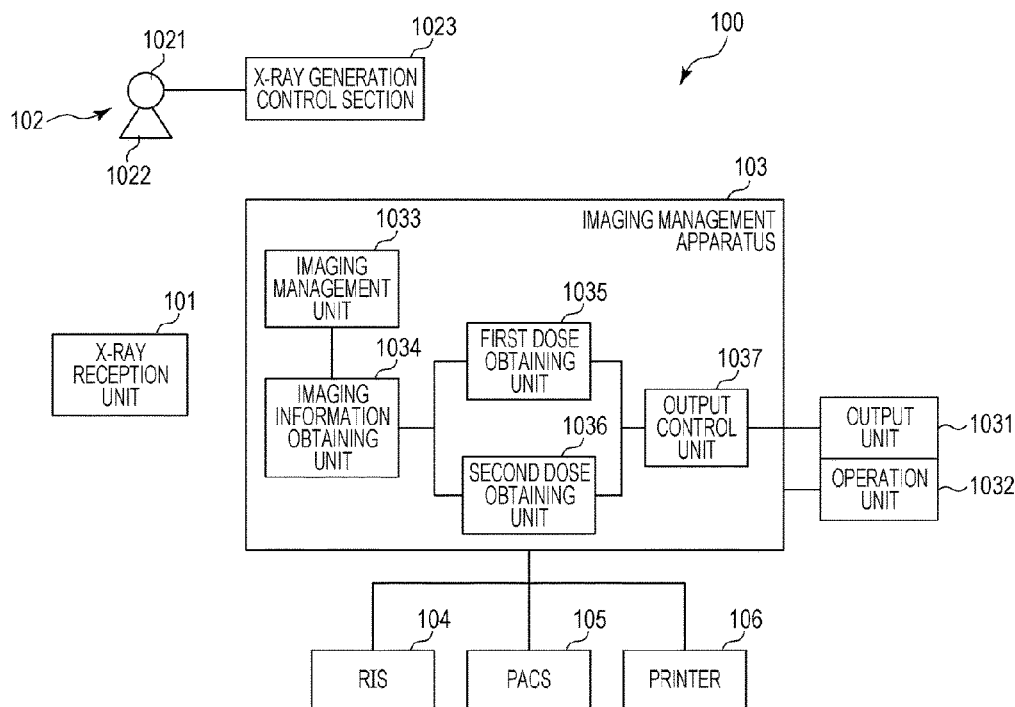 1021
1023
100
X-RAY GENERATION
CONTROL SECTION
102
1022
103
IMAGING MANAGEMENT
APPARATUS
1033
IMAGING
MANAGEMENT
UNIT
101
X-RAY
RECEPTION
UNIT
1034
IMAGING
INFORMATION
OBTAINING
UNIT
1035
FIRST DOSE
OBTAINING
UNIT
1036
SECOND DOSE
OBTAINING
UNIT
1037
OUTPUT
CONTROL
UNIT
OUTPUT
UNIT
1031
OPERATION
UNIT
1032
104
RIS
105
PACS
106
PRINTER